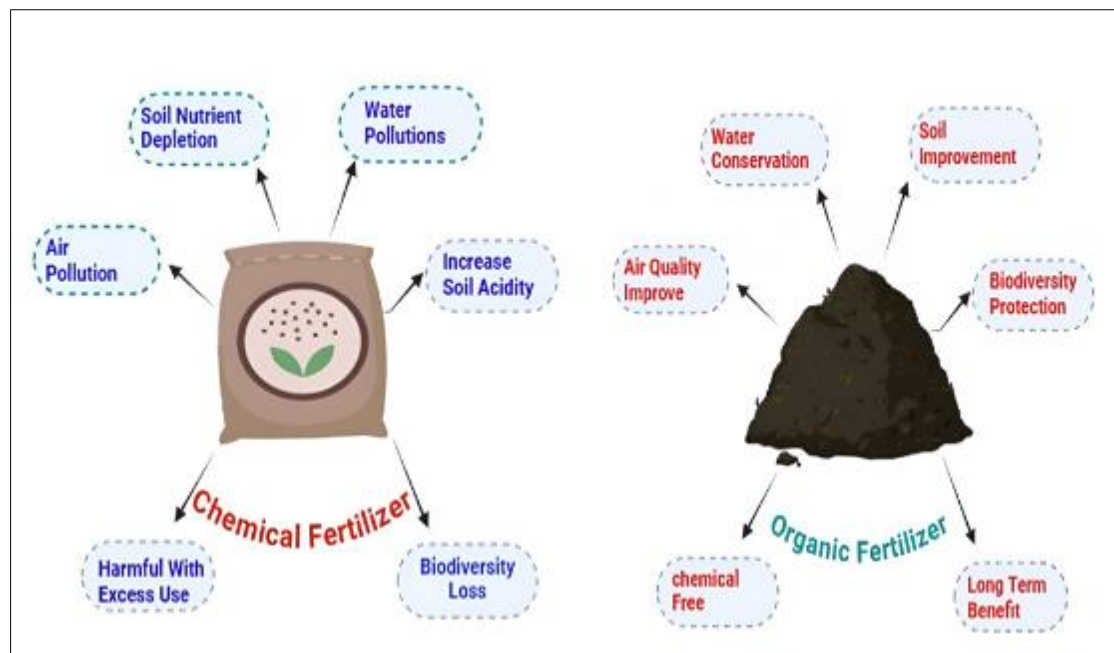 Soil Nutrient
Depletion
Water
Pollutions
Air
Pollution
Increase
Soil Acidity
Chemical Fertilizer
Harmful With
Excess Use
Biodiversity
Loss
Water
Conservation
Soil
Improvement
Air Quality
Improve
Biodiversity
Protection
Organic Fertilizer
chemical
Free
Long Term
Benefit